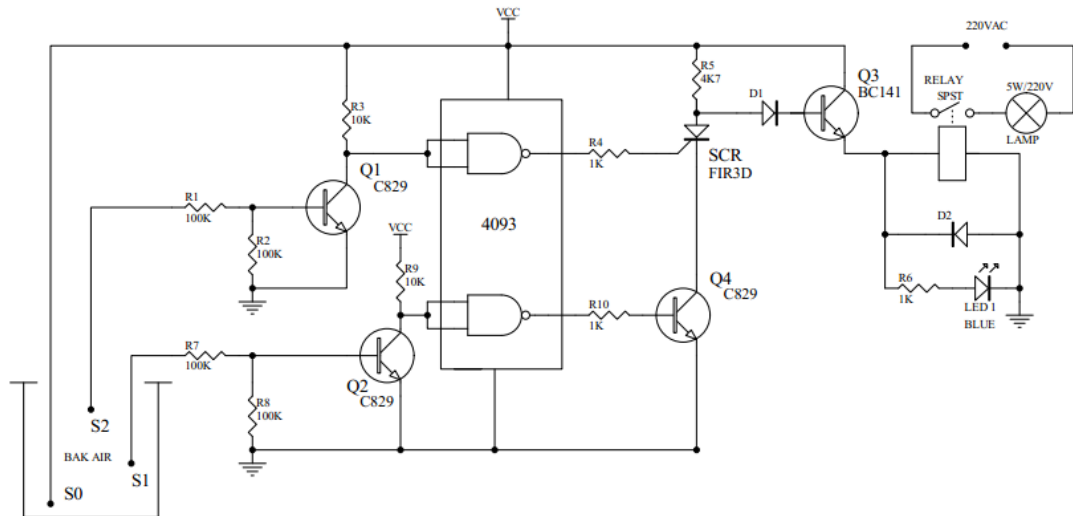 VCC
220VAC
R5
4K7
Q3
BC141
D1
RELAY
SPST
5W/220V
LAMP
R3
10K
R4
1K
SCR
FIR3D
Q1
C829
R1
100K
R2
100K
4093
VCC
D2
R9
10K
Q4
C829
R6
1K
LED 1
BLUE
R10
1K
R7
100K
Q2
C829
R8
100K
S2
BAK AIR
S1
S0